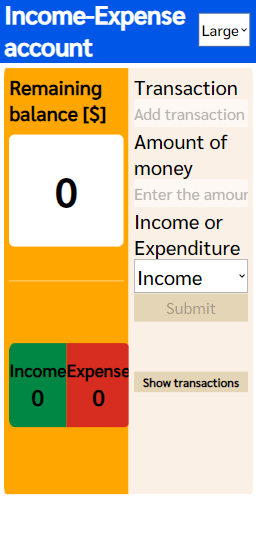 Income-Expense
account
Large
Remaining
balance [$]
0
Income
0
Expense
0
Transaction
Add transaction
Amount of
money
Enter the amour
Income or
Expenditure
Income
Submit
Show transactions